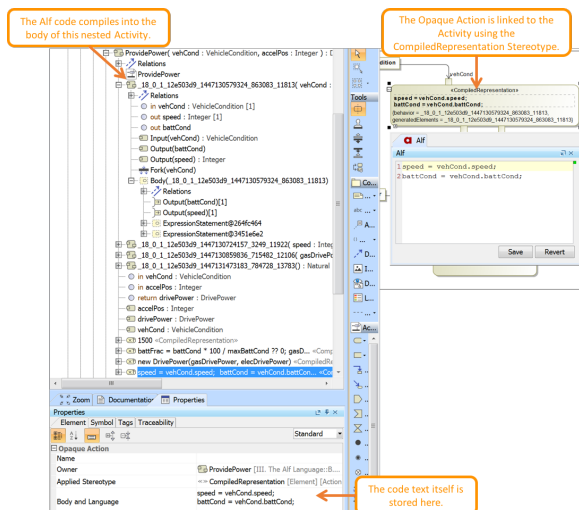 The Alf code compiles into the
body of this nested Activity.
The Opaque Action is linked to the
Activity using the
CompiledRepresentation Stereotype.
ProvidePower( vehCond : VehicleCondition, accelPos : Integer ) : D
Relations
ProvidePower
_18_0_1_12e503d9_1447130579324_863083_11813( vehCond :
Relations
in vehCond : VehicleCondition [1]
out speed : Integer [1]
out battCond
Input(vehCond) : VehicleCondition
Output(battCond)
Output(speed) : Integer
Fork(vehCond)
Body(_18_0_1_12e503d9_1447130579324_863083_11813)
Relations
Output(battCond)[1]
Output(speed)[1]
ExpressionStatement@264fc464
ExpressionStatement@3451e6e2
_18_0_1_12e503d9_1447130724157_3249_11922( speed : Integ
_18_0_1_12e503d9_1447130859836_715482_12106( gasDrivePo
_18_0_1_12e503d9_1447131473183_784728_13783() : Natural
in vehCond : VehicleCondition
in accelPos : Integer
return drivePower : DrivePower
accelPos : Integer
drivePower : DrivePower
vehCond : VehicleCondition
1500 «CompiledRepresentation»
battFrac = battCond * 100 / maxBattCond ?? 0; gasD... «Comp
new DrivePower(gasDrivePower, elecDrivePower) «CompiledRe
speed = vehCond.speed; battCond = vehCond.battCon... «Co
Zoom
Documentation
Properties
Properties
Element Symbol Tags Traceability
Standard
Opaque Action
Name
Owner
ProvidePower [III. The Alf Language::B....
Applied Stereotype
«» CompiledRepresentation [Element] [Action
Body and Language
speed = vehCond.speed;
battCond = vehCond.battCond;
Tools
Co...
abc ...
A...
D...
I...
D...
L...
Ac...
dition
vehCond
«CompiledRepresentation»
speed = vehCond.speed;
battCond = vehCond.battCond;
{behavior = _18_0_1_12e503d9_1447130579324_863083_11813,
generatedElements = _18_0_1_12e503d9_1447130579324_863083_11813}
Alf
Alf
1 speed = vehCond.speed;
2 battCond = vehCond.battCond;
Save
Revert
The code text itself is
stored here.